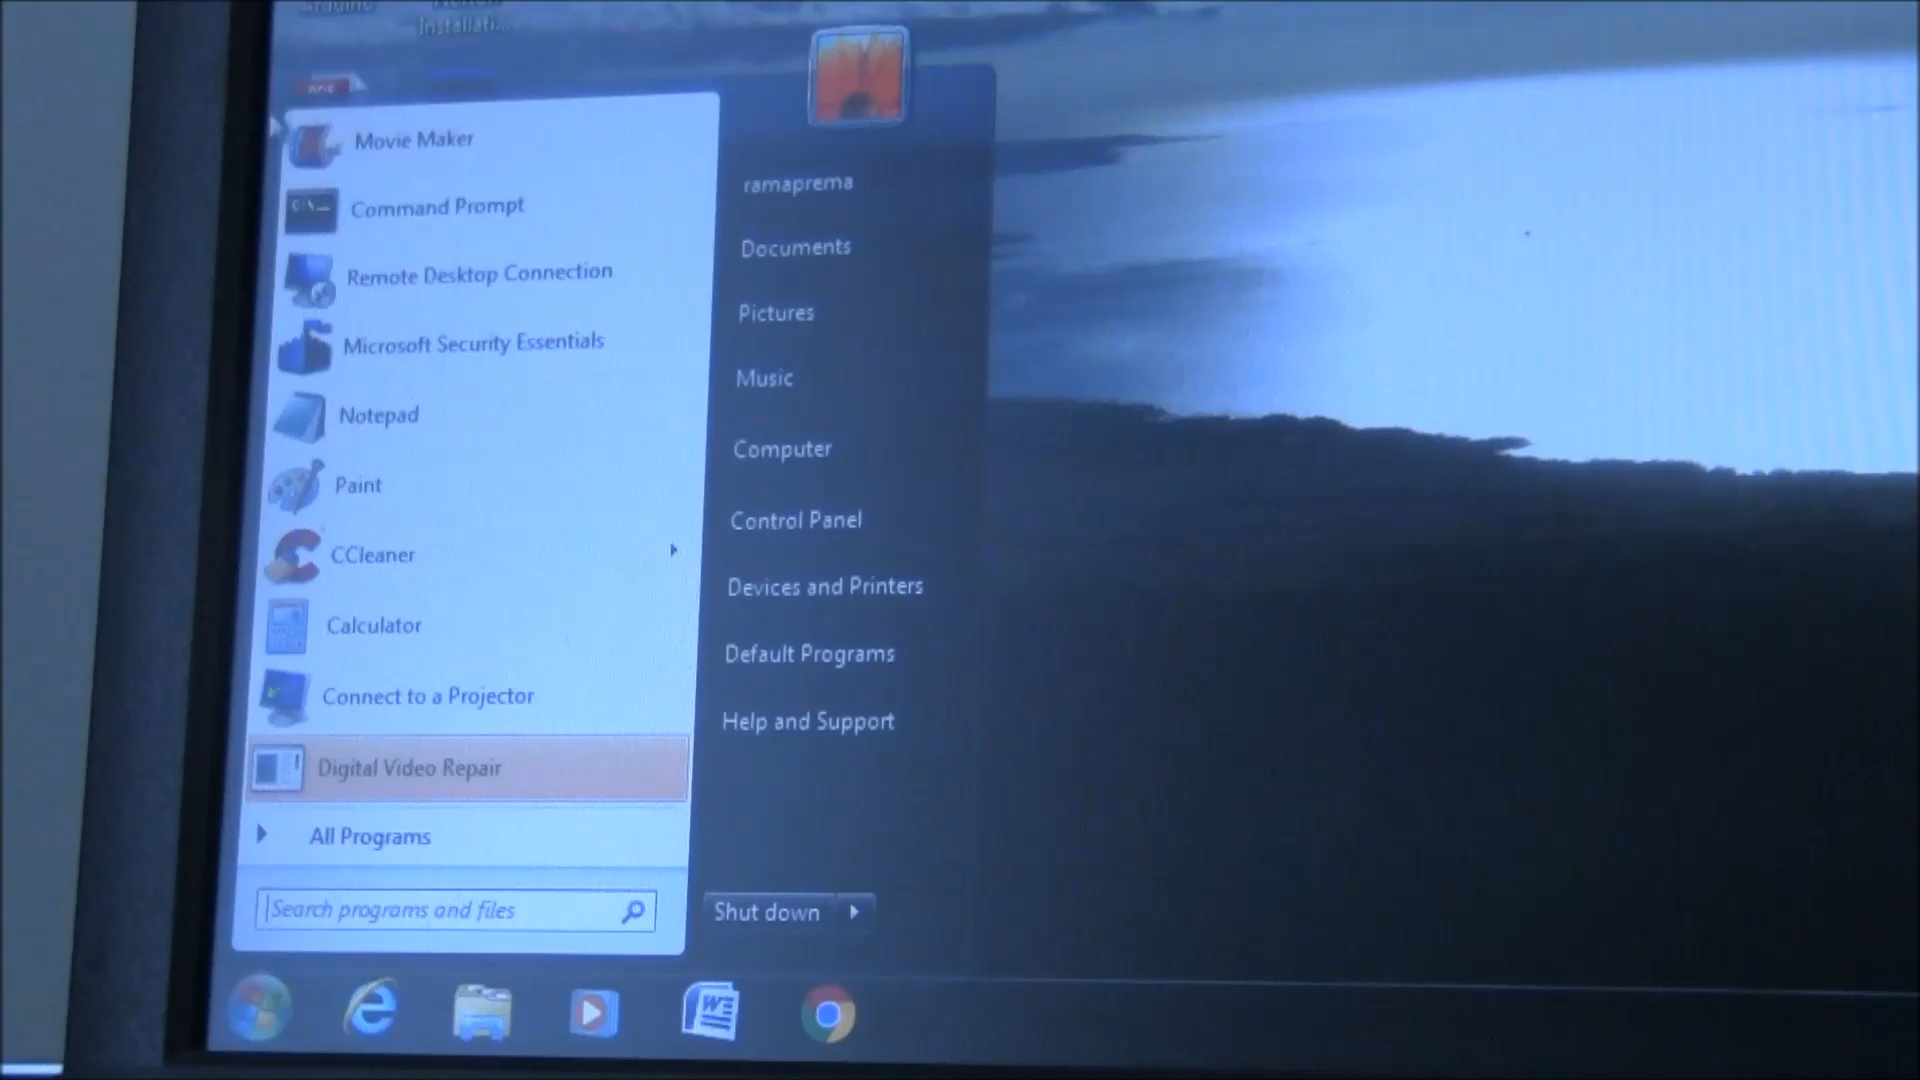 Arduino
Installati...
Movie Maker
Command Prompt
Remote Desktop Connection
Microsoft Security Essentials
Notepad
Paint
CCleaner
Calculator
Connect to a Projector
Digital Video Repair
All Programs
Search programs and files
ramaprema
Documents
Pictures
Music
Computer
Control Panel
Devices and Printers
Default Programs
Help and Support
Shut down